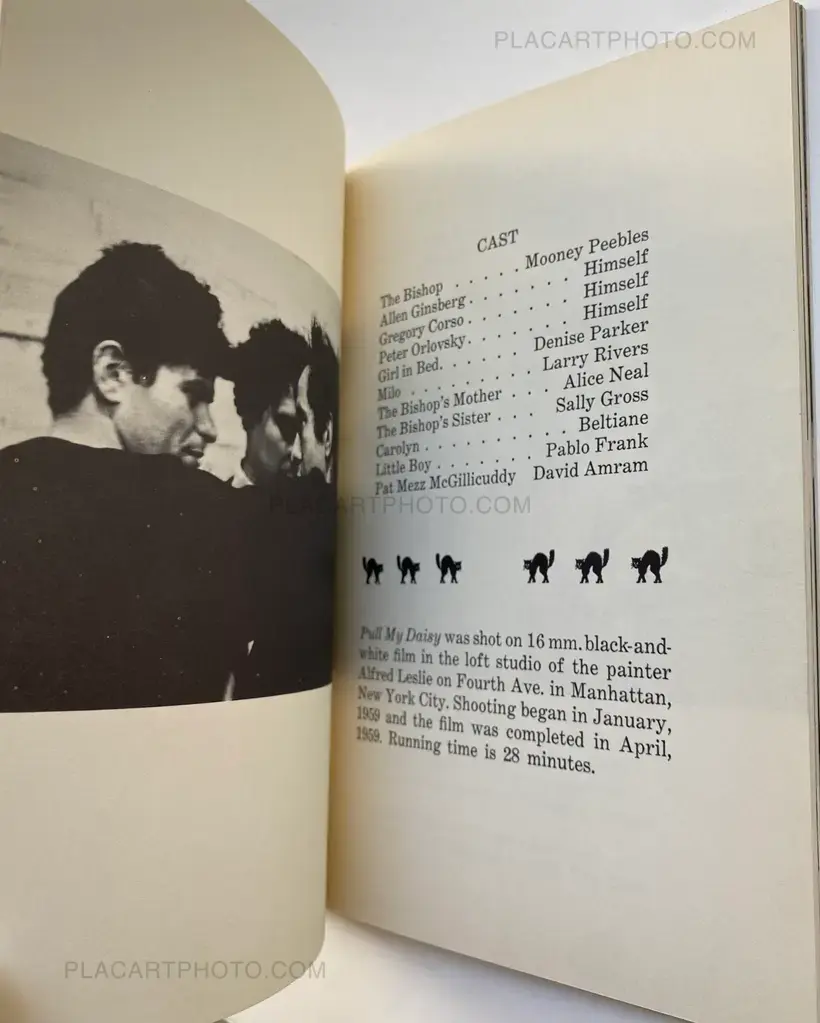 PLACARTPHOTO.COM
CAST
The Bishop . . . . . Mooney Peebles
Allen Ginsberg . . . . . . . Himself
Gregory Corso . . . . . . . Himself
Peter Orlovsky. . . . . . . Himself
Girl in Bed. . . . . . Denise Parker
Milo . . . . . . . . . Larry Rivers
The Bishop's Mother . . . Alice Neal
The Bishop's Sister . . . Sally Gross
Carolyn . . . . . . . . . . Beltiane
Little Boy . . . . . . . Pablo Frank
Pat Mezz McGillicuddy David Amram
PLACARTPHOTO.COM
Pull My Daisy was shot on 16 mm. black-and-
white film in the loft studio of the painter
Alfred Leslie on Fourth Ave. in Manhattan,
New York City. Shooting began in January,
1959 and the film was completed in April,
1959. Running time is 28 minutes.
PLACARTPHOTO.COM